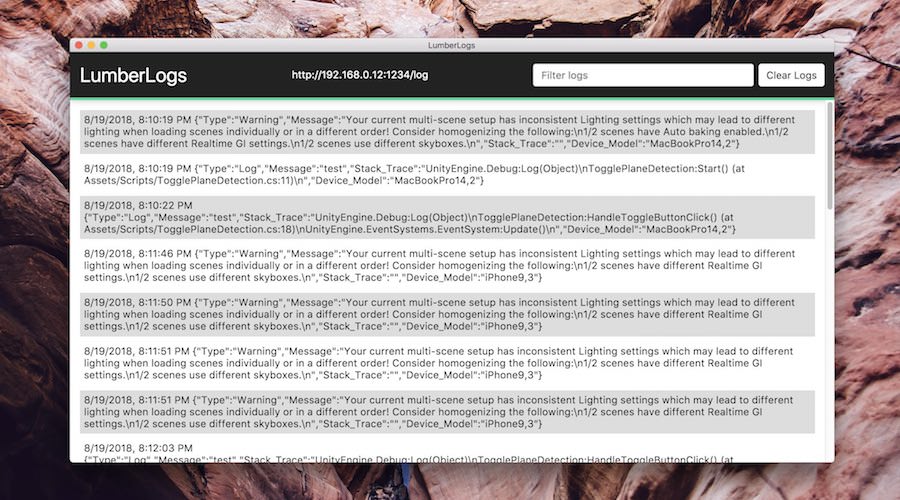 LumberLogs
LumberLogs
http://192.168.0.12:1234/log
Filter logs
Clear Logs
8/19/2018, 8:10:19 PM {"Type":"Warning","Message":"Your current multi-scene setup has inconsistent Lighting settings which may lead to different
lighting when loading scenes individually or in a different order! Consider homogenizing the following:\n1/2 scenes have Auto baking enabled.\n1/2
scenes have different Realtime GI settings.\n1/2 scenes use different skyboxes.\n","Stack_Trace":"","Device_Model":"MacBookPro14,2"}
8/19/2018, 8:10:19 PM {"Type":"Log","Message":"test","Stack_Trace":"UnityEngine.Debug:Log(Object)\nTogglePlaneDetection:Start() (at
Assets/Scripts/TogglePlaneDetection.cs:11)\n","Device_Model":"MacBookPro14,2"}
8/19/2018, 8:10:22 PM
{"Type":"Log","Message":"test","Stack_Trace":"UnityEngine.Debug:Log(Object)\nTogglePlaneDetection:HandleToggleButtonClick() (at
Assets/Scripts/TogglePlaneDetection.cs:18)\nUnityEngine.EventSystems.EventSystem:Update()\n","Device_Model":"MacBookPro14,2"}
8/19/2018, 8:11:46 PM {"Type":"Warning","Message":"Your current multi-scene setup has inconsistent Lighting settings which may lead to different
lighting when loading scenes individually or in a different order! Consider homogenizing the following:\n1/2 scenes have different Realtime GI
settings.\n1/2 scenes use different skyboxes.\n","Stack_Trace":"","Device_Model":"iPhone9,3"}
8/19/2018, 8:11:50 PM {"Type":"Warning","Message":"Your current multi-scene setup has inconsistent Lighting settings which may lead to different
lighting when loading scenes individually or in a different order! Consider homogenizing the following:\n1/2 scenes have different Realtime GI
settings.\n1/2 scenes use different skyboxes.\n","Stack_Trace":"","Device_Model":"iPhone9,3"}
8/19/2018, 8:11:51 PM {"Type":"Warning","Message":"Your current multi-scene setup has inconsistent Lighting settings which may lead to different
lighting when loading scenes individually or in a different order! Consider homogenizing the following:\n1/2 scenes have different Realtime GI
settings.\n1/2 scenes use different skyboxes.\n","Stack_Trace":"","Device_Model":"iPhone9,3"}
8/19/2018, 8:11:51 PM {"Type":"Warning","Message":"Your current multi-scene setup has inconsistent Lighting settings which may lead to different
lighting when loading scenes individually or in a different order! Consider homogenizing the following:\n1/2 scenes have different Realtime GI
settings.\n1/2 scenes use different skyboxes.\n","Stack_Trace":"","Device_Model":"iPhone9,3"}
8/19/2018, 8:12:03 PM
{"Type":"Log","Message":"test","Stack_Trace":"UnityEngine.Debug:Log(Object)\nTogglePlaneDetection:HandleToggleButtonClick() (at